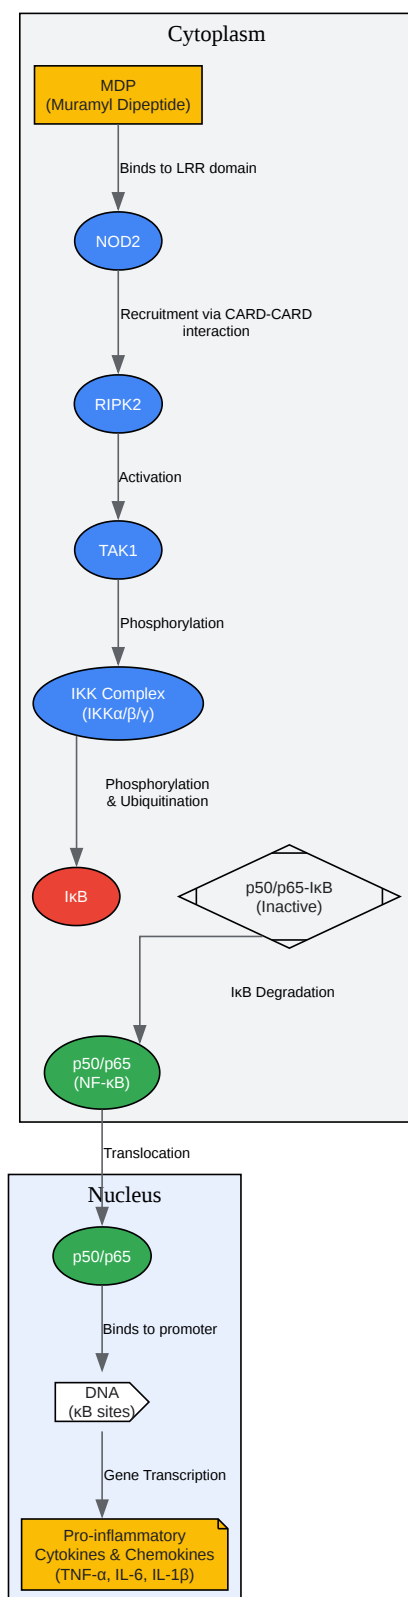 Cytoplasm
MDP
(Muramyl Dipeptide)
Binds to LRR domain
NOD2
Recruitment via CARD-CARD
interaction
RIPK2
Activation
TAK1
Phosphorylation
IKK Complex
(IKKα/β/γ)
Phosphorylation
& Ubiquitination
IκB
p50/p65-IκB
(Inactive)
IκB Degradation
p50/p65
(NF-κB)
Translocation
Nucleus
p50/p65
Binds to promoter
DNA
(κB sites)
Gene Transcription
Pro-inflammatory
Cytokines & Chemokines
(TNF-α, IL-6, IL-1β)